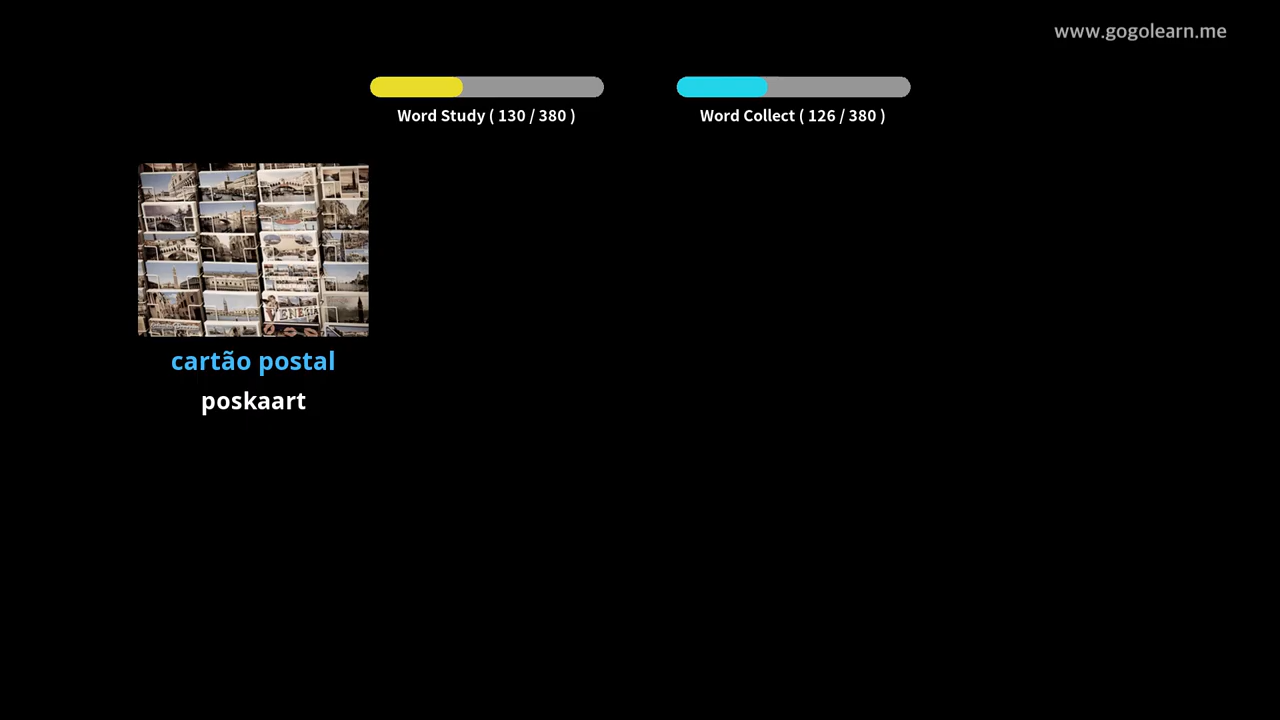 www.gogolearn.me
Word Study ( 130 / 380 )
Word Collect ( 126 / 380 )
cartão postal
poskaart